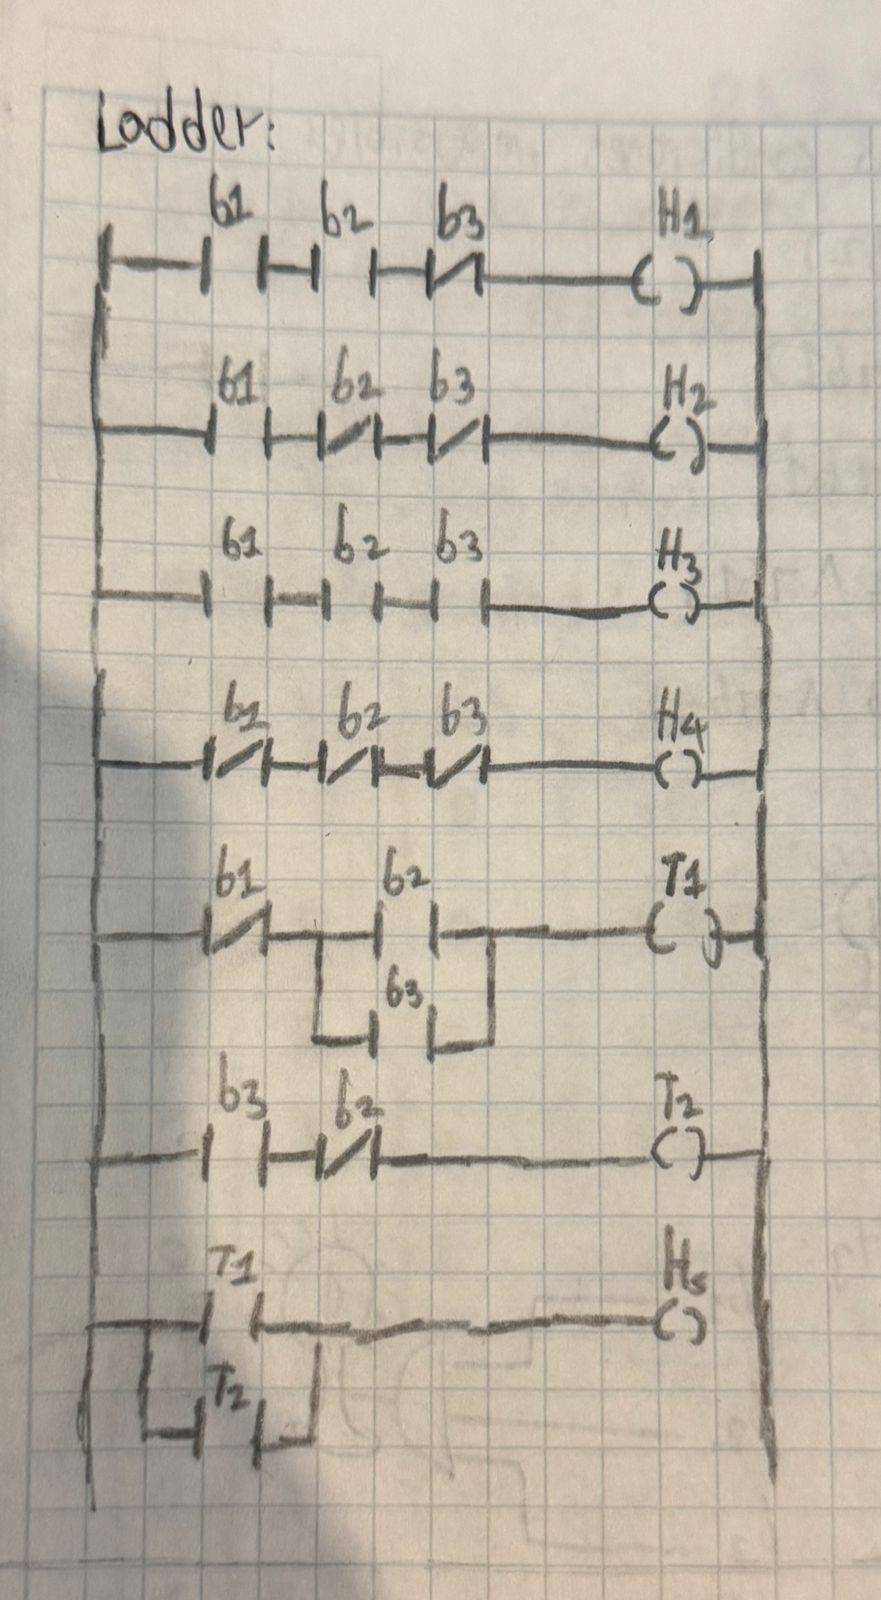 Ladder:
b1 b2 b3 H1
b1 b2 b3 H2
b1 b2 b3 H3
b1 b2 b3 H4
b1 b2 T1
b3
b3 b2 T2
T1 H5
T2